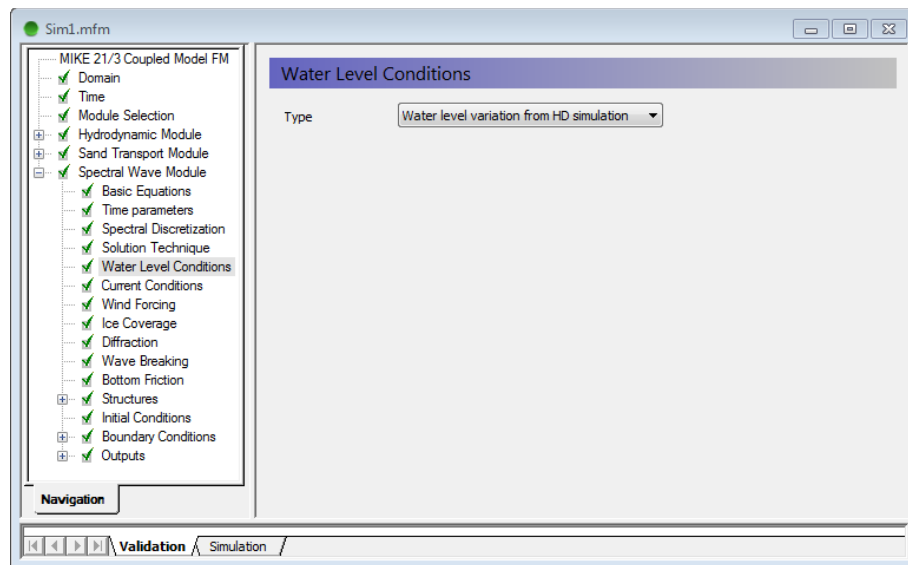 Sim1.mfm
MIKE 21/3 Coupled Model FM
Domain
Time
Module Selection
Hydrodynamic Module
Sand Transport Module
Spectral Wave Module
Basic Equations
Time parameters
Spectral Discretization
Solution Technique
Water Level Conditions
Current Conditions
Wind Forcing
Ice Coverage
Diffraction
Wave Breaking
Bottom Friction
Structures
Initial Conditions
Boundary Conditions
Outputs
Navigation
Water Level Conditions
Type Water level variation from HD simulation
Validation Simulation